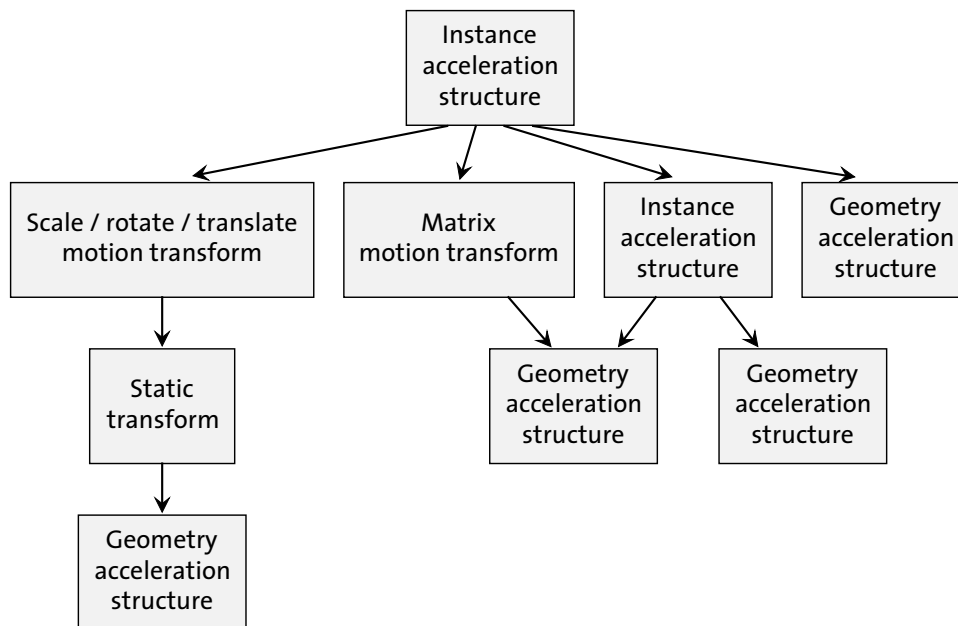 Instance
acceleration
structure
Scale / rotate / translate
motion transform
Matrix
motion transform
Instance
acceleration
structure
Geometry
acceleration
structure
Static
transform
Geometry
acceleration
structure
Geometry
acceleration
structure
Geometry
acceleration
structure